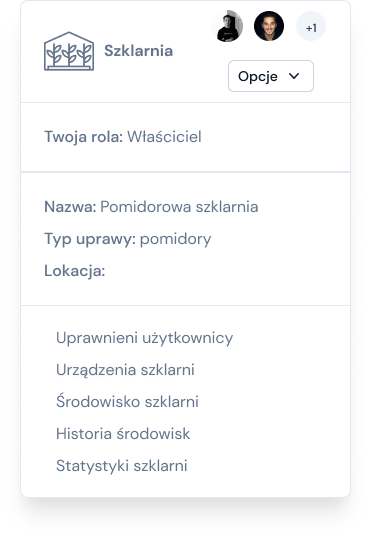 +1
Szklarnia
Opcje
Twoja rola: Właściciel
Nazwa: Pomidorowa szklarnia
Typ uprawy: pomidory
Lokacja:
Uprawnieni użytkownicy
Urządzenia szklarni
Środowisko szklarni
Historia środowisk
Statystyki szklarni